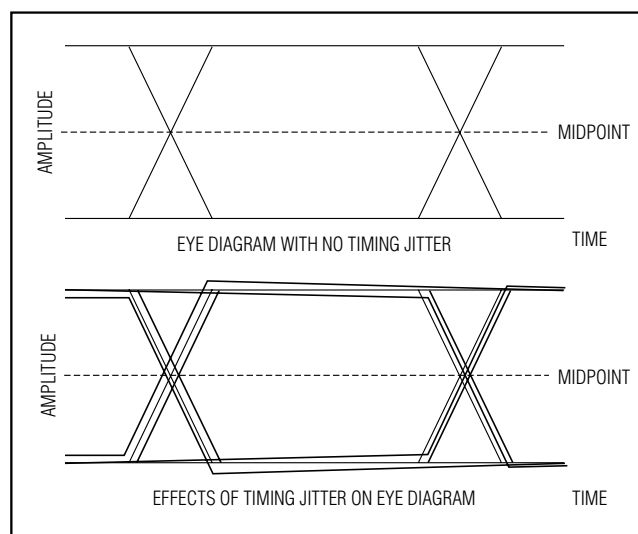 AMPLITUDE
MIDPOINT
EYE DIAGRAM WITH NO TIMING JITTER
TIME
AMPLITUDE
MIDPOINT
EFFECTS OF TIMING JITTER ON EYE DIAGRAM
TIME